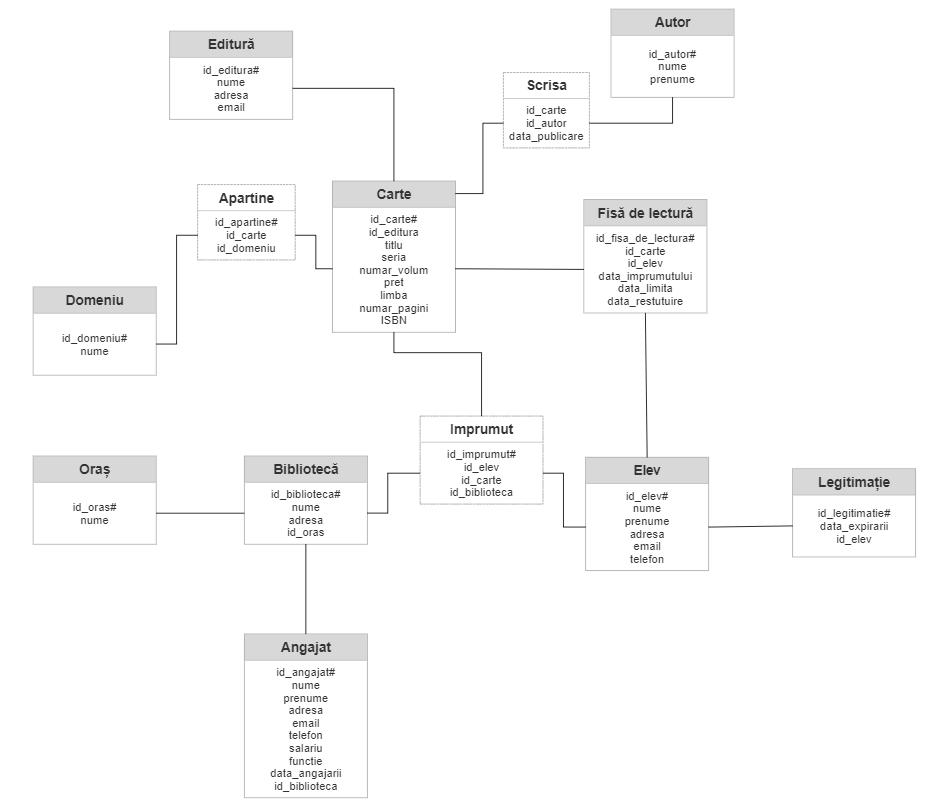 Editură
id_editura#
nume
adresa
email
Autor
id_autor#
nume
prenume
Scrisa
id_carte
id_autor
data_publicare
Apartine
id_apartine#
id_carte
id_domeniu
Carte
id_carte#
id_editura
titlu
seria
numar_volum
pret
limba
numar_pagini
ISBN
Fisă de lectură
id_fisa_de_lectura#
id_carte
id_elev
data_imprumutului
data_limita
data_restutuire
Domeniu
id_domeniu#
nume
Imprumut
id_imprumut#
id_elev
id_carte
id_biblioteca
Oraș
id_oras#
nume
Bibliotecă
id_biblioteca#
nume
adresa
id_oras
Elev
id_elev#
nume
prenume
adresa
email
telefon
Legitimație
id_legitimatie#
data_expirarii
id_elev
Angajat
id_angajat#
nume
prenume
adresa
email
telefon
salariu
functie
data_angajarii
id_biblioteca